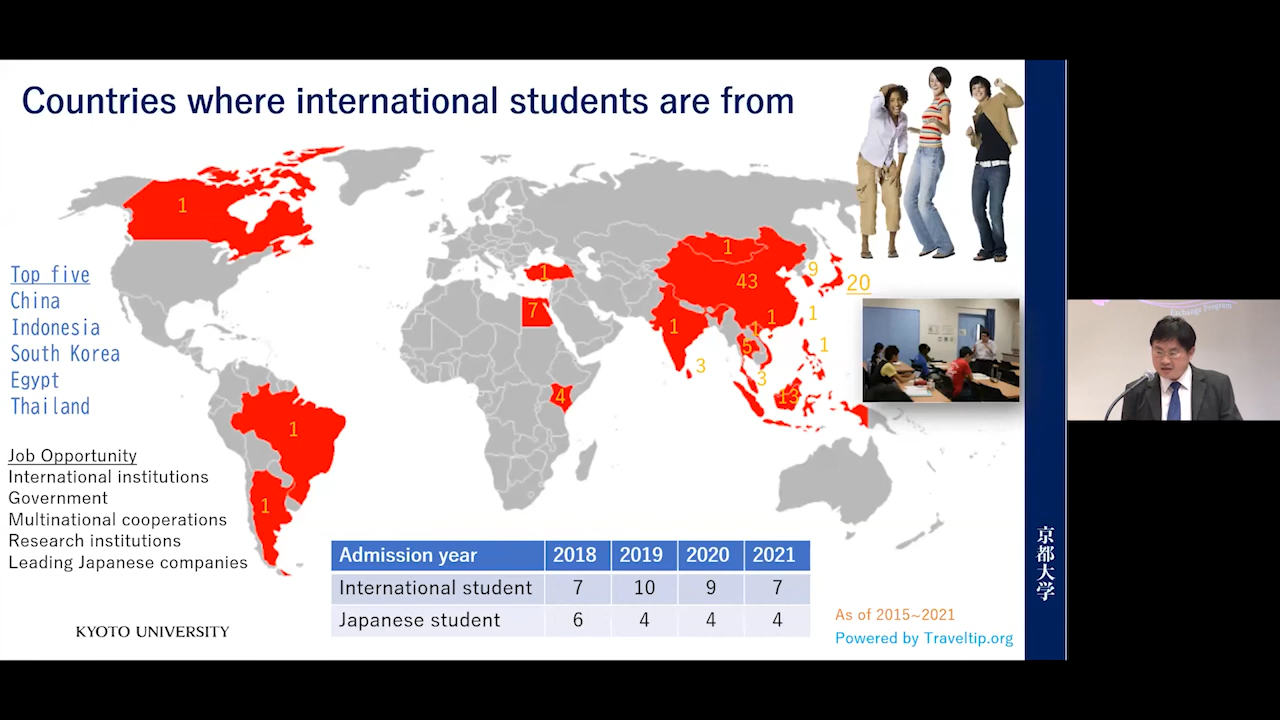 Countries where international students are from
1
1
1
9
43
20
7
1
1
1
1
5
1
3
3
13
4
1
1
Top five
China
Indonesia
South Korea
Egypt
Thailand
Job Opportunity
International institutions
Government
Multinational cooperations
Research institutions
Leading Japanese companies
Admission year 2018 2019 2020 2021
International student 7 10 9 7
Japanese student 6 4 4 4
KYOTO UNIVERSITY
As of 2015~2021
Powered by Traveltip.org
京都大学
Exchange Program